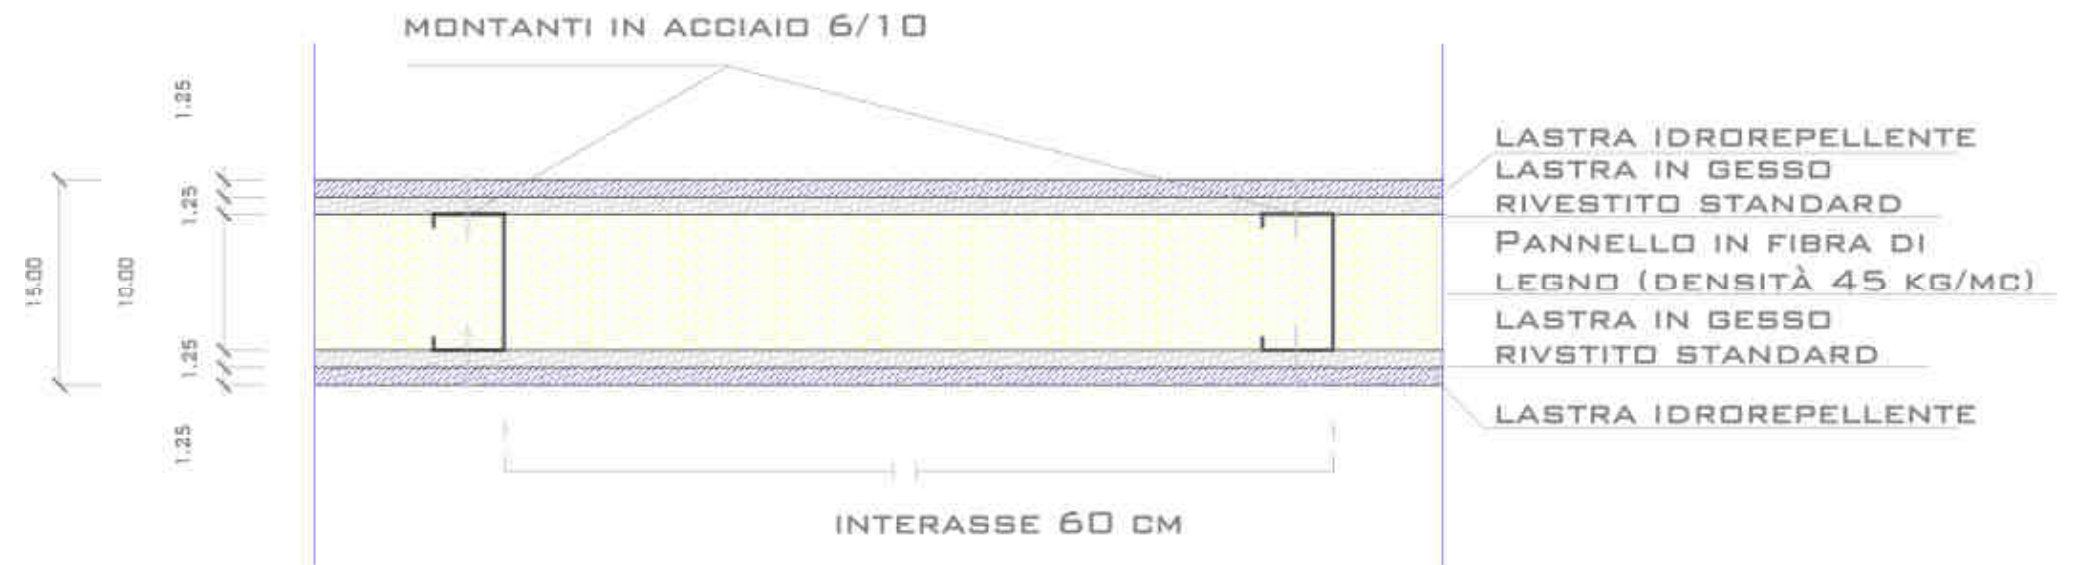 MONTANTI IN ACCIAIO 6/10
1.25
1.25
15.00
10.00
1.25
1.25
LASTRA IDROREPELLENTE
LASTRA IN GESSO
RIVESTITO STANDARD
PANNELLO IN FIBRA DI
LEGNO (DENSITÀ 45 KG/MC)
LASTRA IN GESSO
RIVSTITO STANDARD
LASTRA IDROREPELLENTE
INTERASSE 60 CM